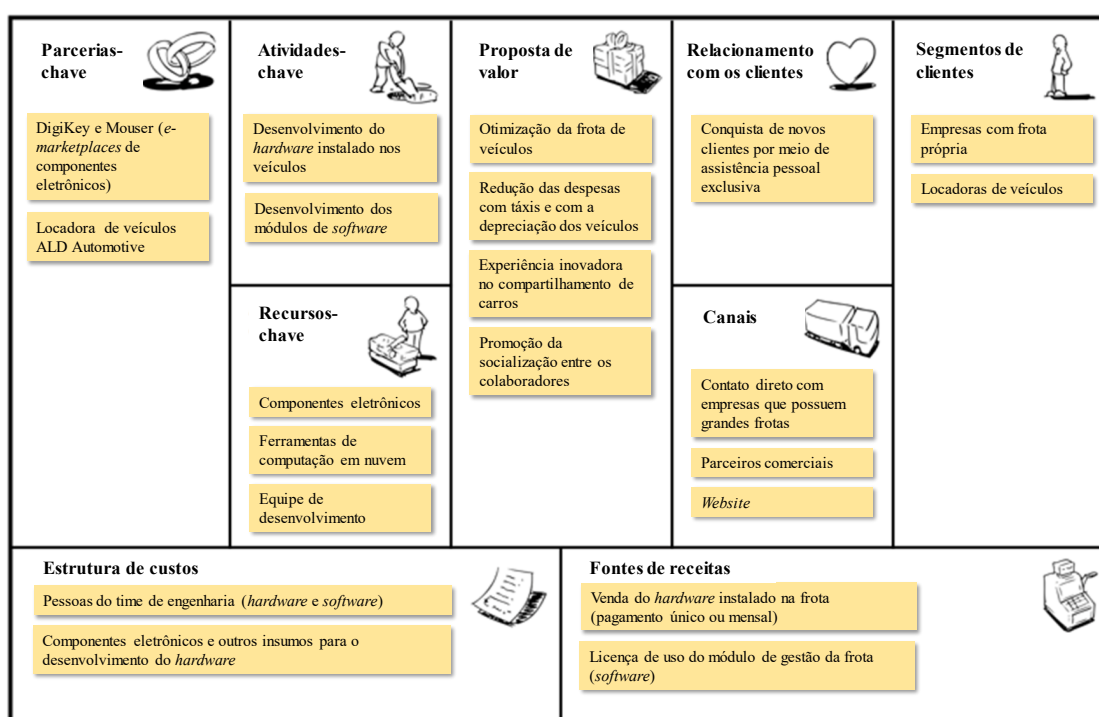 Parcerias-
chave
DigiKey e Mouser (e-
marketplaces de
componentes
eletrônicos)
Locadora de veículos
ALD Automotive
Atividades-
chave
Desenvolvimento do
hardware instalado nos
veículos
Desenvolvimento dos
módulos de software
Recursos-
chave
Componentes eletrônicos
Ferramentas de
computação em nuvem
Equipe de
desenvolvimento
Proposta de
valor
Otimização da frota de
veículos
Redução das despesas
com táxis e com a
depreciação dos veículos
Experiência inovadora
no compartilhamento de
carros
Promoção da
socialização entre os
colaboradores
Relacionamento
com os clientes
Conquista de novos
clientes por meio de
assistência pessoal
exclusiva
Canais
Contato direto com
empresas que possuem
grandes frotas
Parceiros comerciais
Website
Segmentos de
clientes
Empresas com frota
própria
Locadoras de veículos
Estrutura de custos
Pessoas do time de engenharia (hardware e software)
Componentes eletrônicos e outros insumos para o
desenvolvimento do hardware
Fontes de receitas
Venda do hardware instalado na frota
(pagamento único ou mensal)
Licença de uso do módulo de gestão da frota
(software)